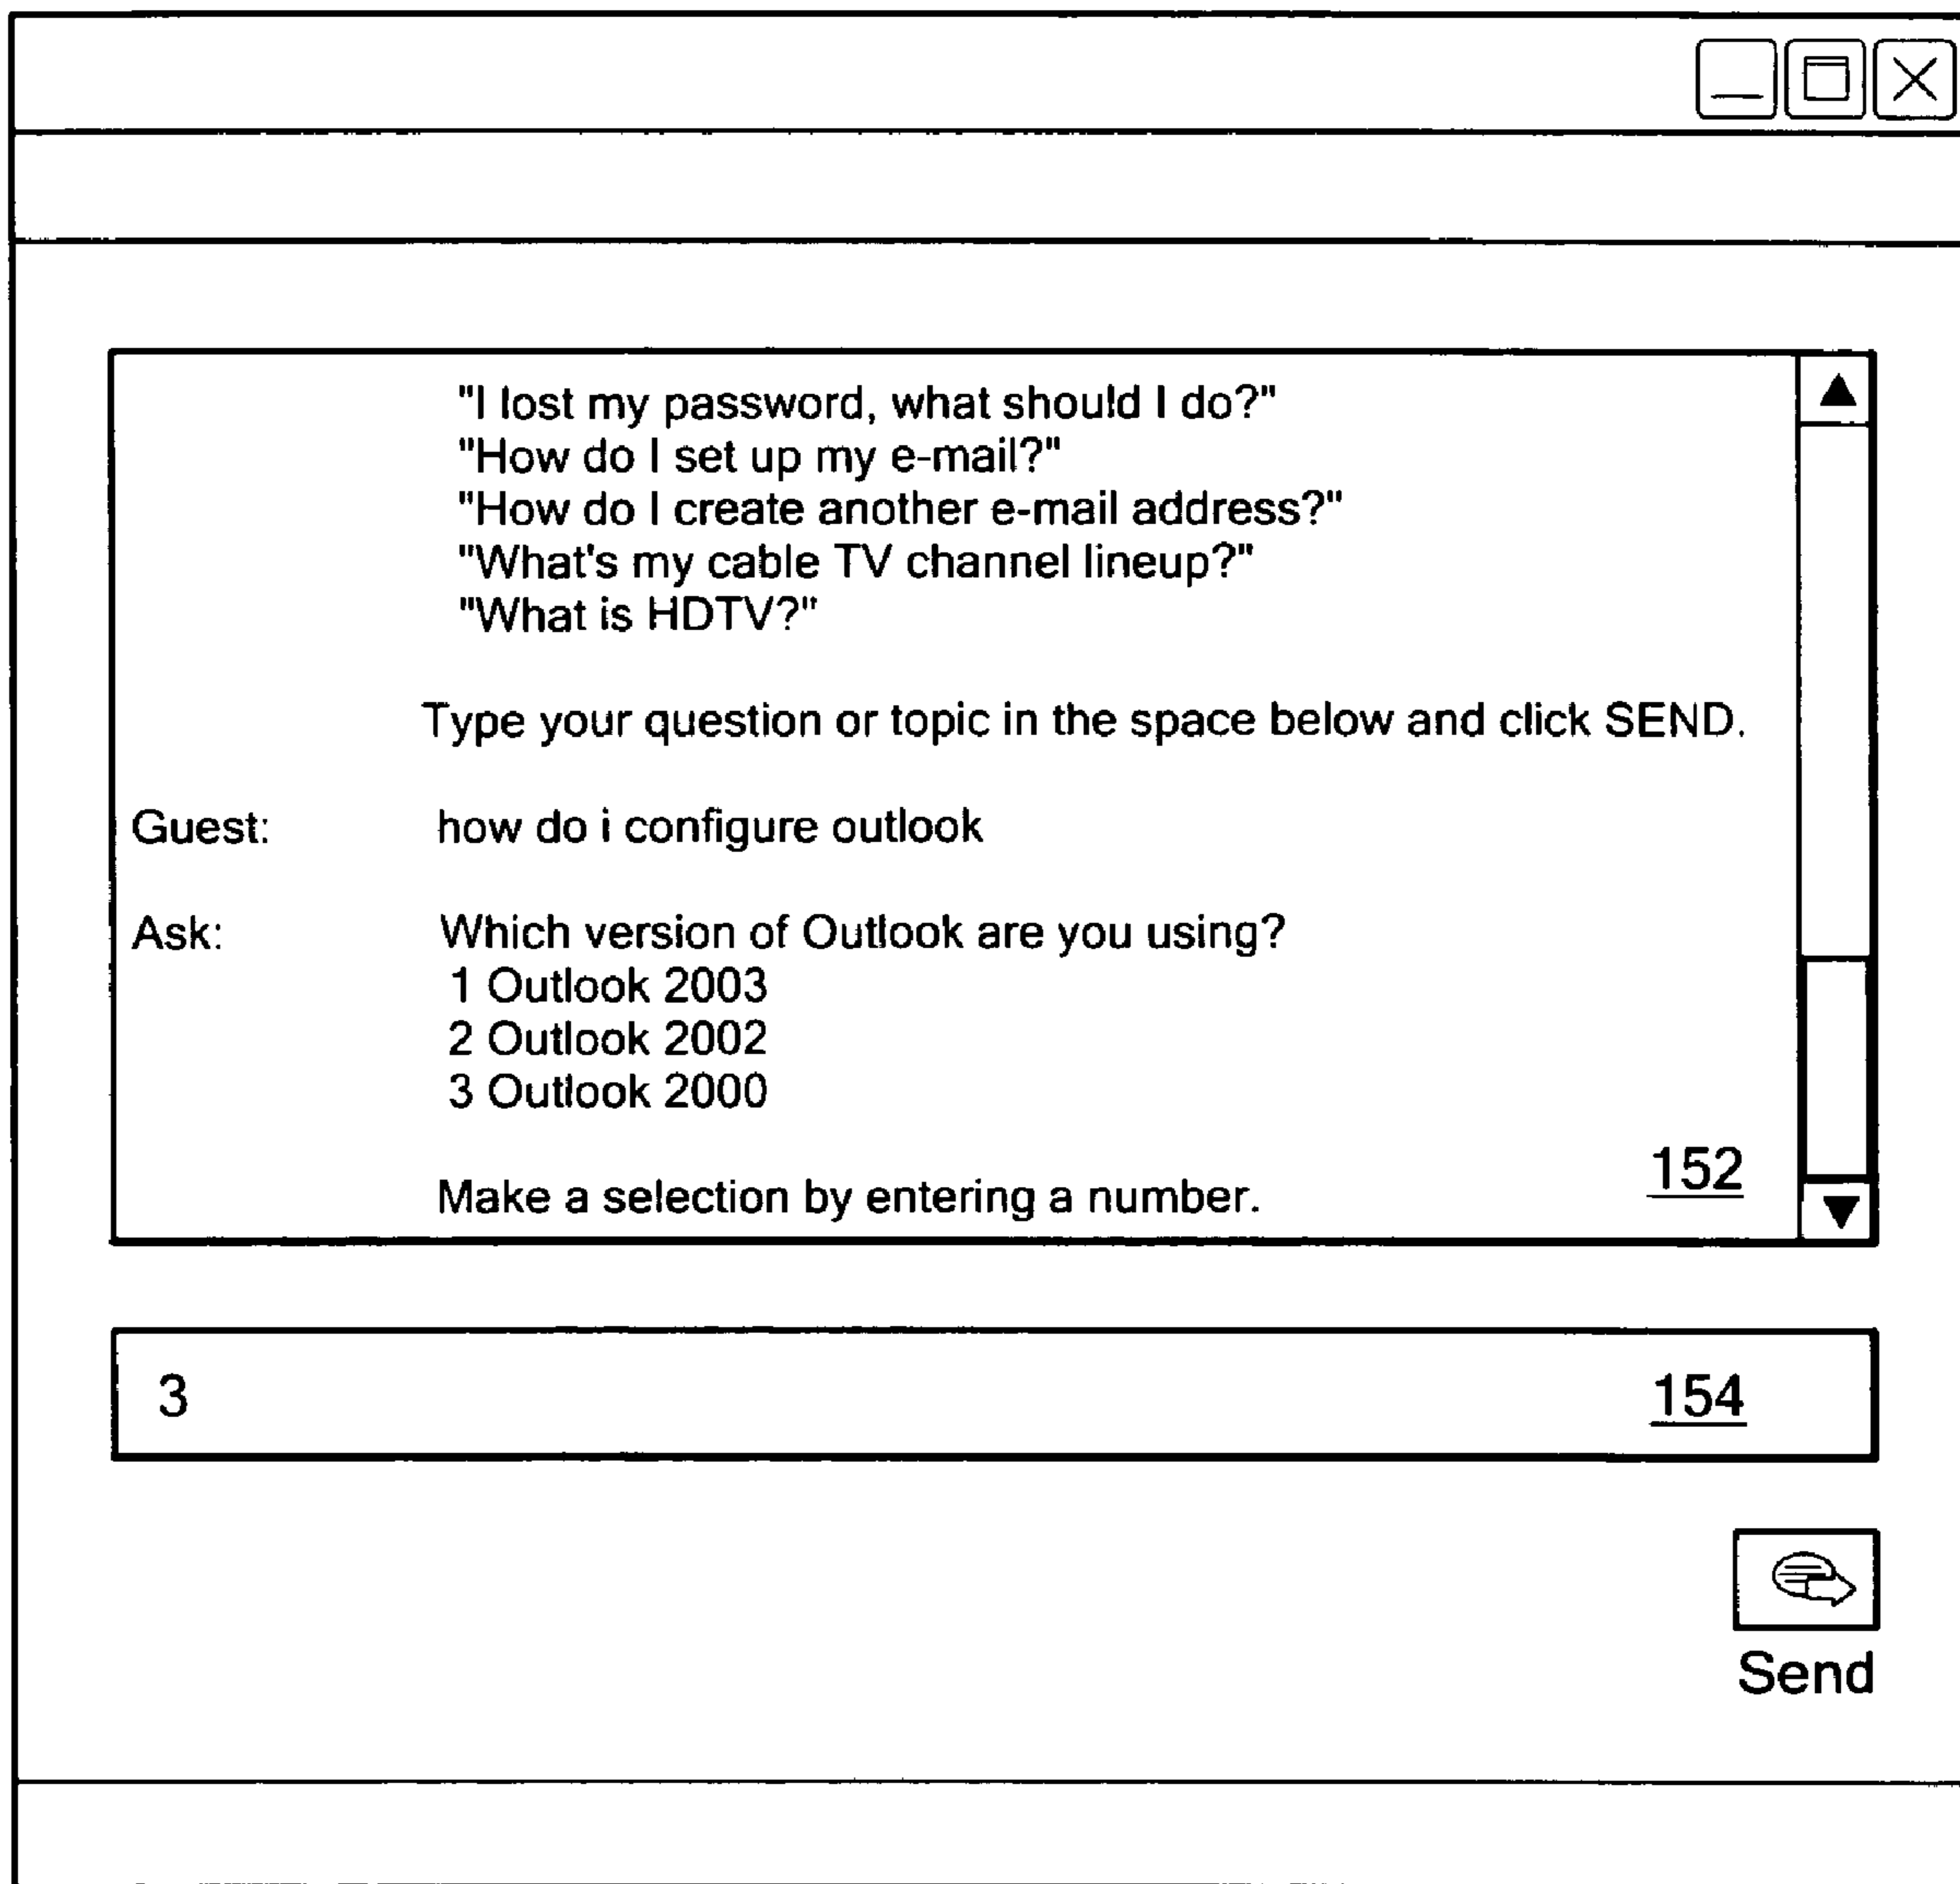 "I lost my password, what should I do?"
"How do I set up my e-mail?"
"How do I create another e-mail address?"
"What's my cable TV channel lineup?"
"What is HDTV?"
Type your question or topic in the space below and click SEND.
Guest: how do i configure outlook
Ask: Which version of Outlook are you using?
1 Outlook 2003
2 Outlook 2002
3 Outlook 2000
152
Make a selection by entering a number.
3 154
Send